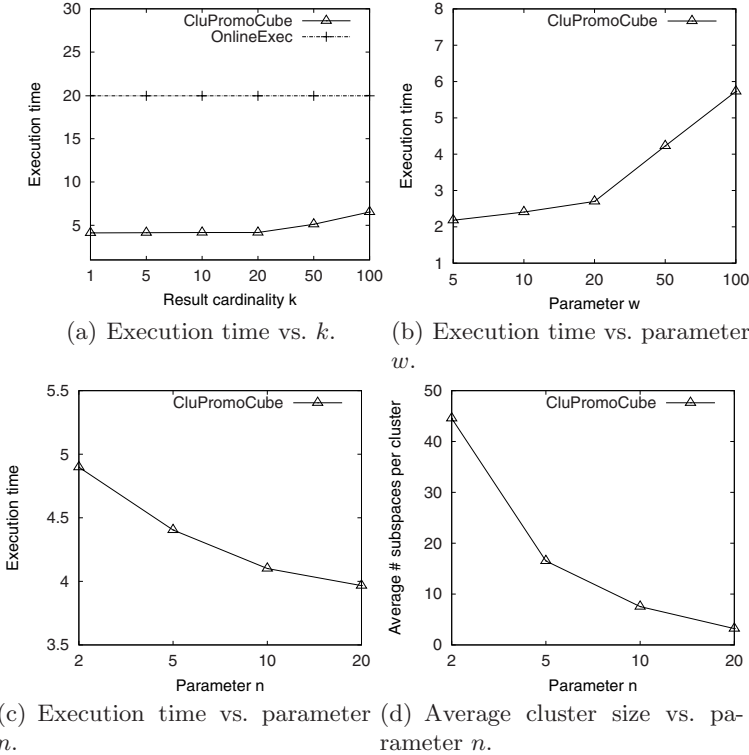 30
25
20
15
10
5
1
5
10
20
50
100
Execution time
Result cardinality k
CluPromoCube
OnlineExec
(a) Execution time vs. k.
8
7
6
5
4
3
2
1
5
10
20
50
100
Execution time
Parameter w
CluPromoCube
(b) Execution time vs. parameter
w.
5.5
5
4.5
4
3.5
2
5
10
20
Execution time
Parameter n
CluPromoCube
(c) Execution time vs. parameter
n.
50
40
30
20
10
0
2
5
10
20
Average # subspaces per cluster
Parameter n
CluPromoCube
(d) Average cluster size vs. pa-
rameter n.